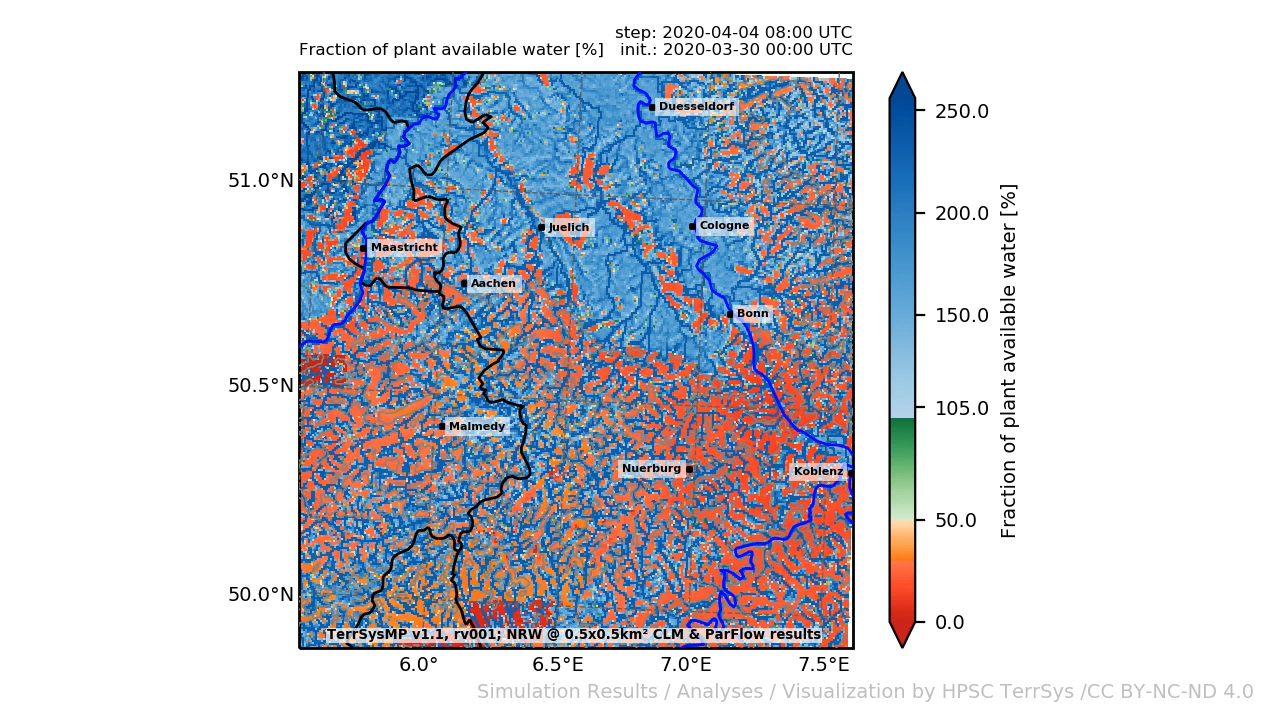 step: 2020-04-04 08:00 UTC
Fraction of plant available water [%] init.: 2020-03-30 00:00 UTC
250.0
Duesseldorf
51.0°N
200.0
Juelich
Cologne
Maastricht
Aachen
Bonn
150.0
50.5°N
105.0
Malmedy
Nuerburg
Koblenz
50.0
50.0°N
0.0
Fraction of plant available water [%]
TerrSysMP v1.1, rv001; NRW @ 0.5x0.5km² CLM & ParFlow results
6.0° 6.5°E 7.0°E 7.5°E
Simulation Results / Analyses / Visualization by HPSC TerrSys /CC BY-NC-ND 4.0